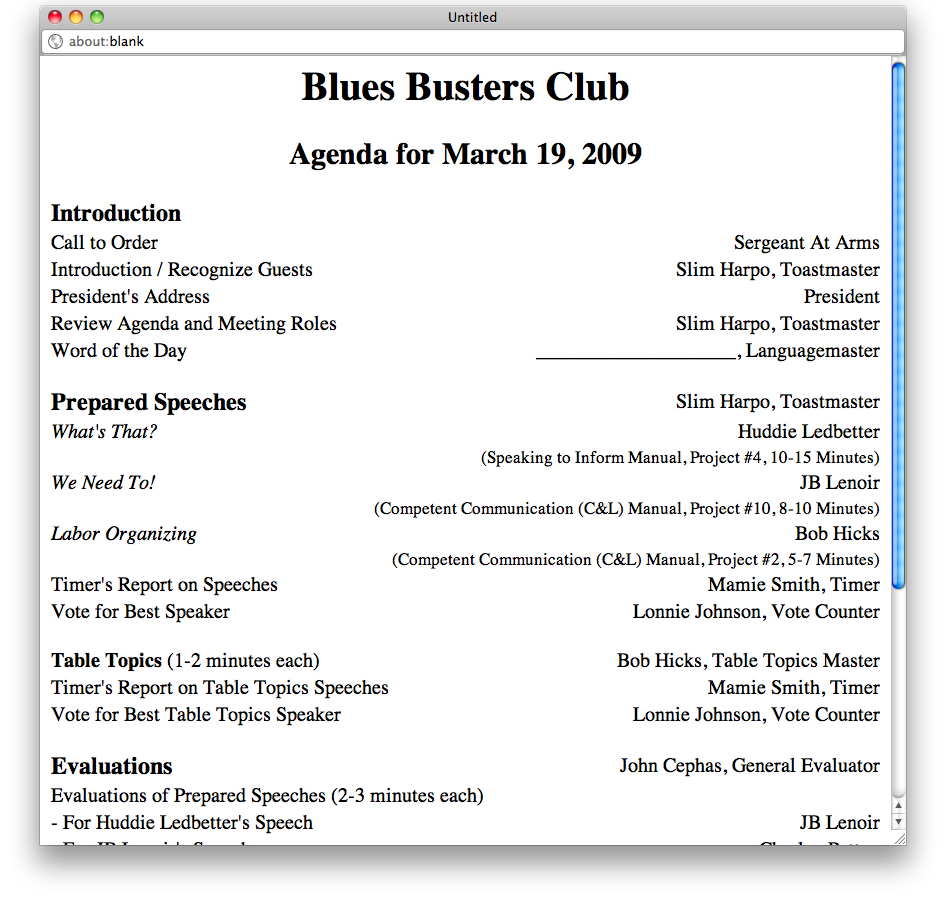 Untitled
about:blank
Blues Busters Club
Agenda for March 19, 2009
Introduction
Call to Order Sergeant At Arms
Introduction / Recognize Guests Slim Harpo, Toastmaster
President's Address President
Review Agenda and Meeting Roles Slim Harpo, Toastmaster
Word of the Day ____________________, Languagemaster
Prepared Speeches Slim Harpo, Toastmaster
What's That? Huddie Ledbetter
(Speaking to Inform Manual, Project #4, 10-15 Minutes)
We Need To! JB Lenoir
(Competent Communication (C&L) Manual, Project #10, 8-10 Minutes)
Labor Organizing Bob Hicks
(Competent Communication (C&L) Manual, Project #2, 5-7 Minutes)
Timer's Report on Speeches Mamie Smith, Timer
Vote for Best Speaker Lonnie Johnson, Vote Counter
Table Topics (1-2 minutes each) Bob Hicks, Table Topics Master
Timer's Report on Table Topics Speeches Mamie Smith, Timer
Vote for Best Table Topics Speaker Lonnie Johnson, Vote Counter
Evaluations John Cephas, General Evaluator
Evaluations of Prepared Speeches (2-3 minutes each)
- For Huddie Ledbetter's Speech JB Lenoir